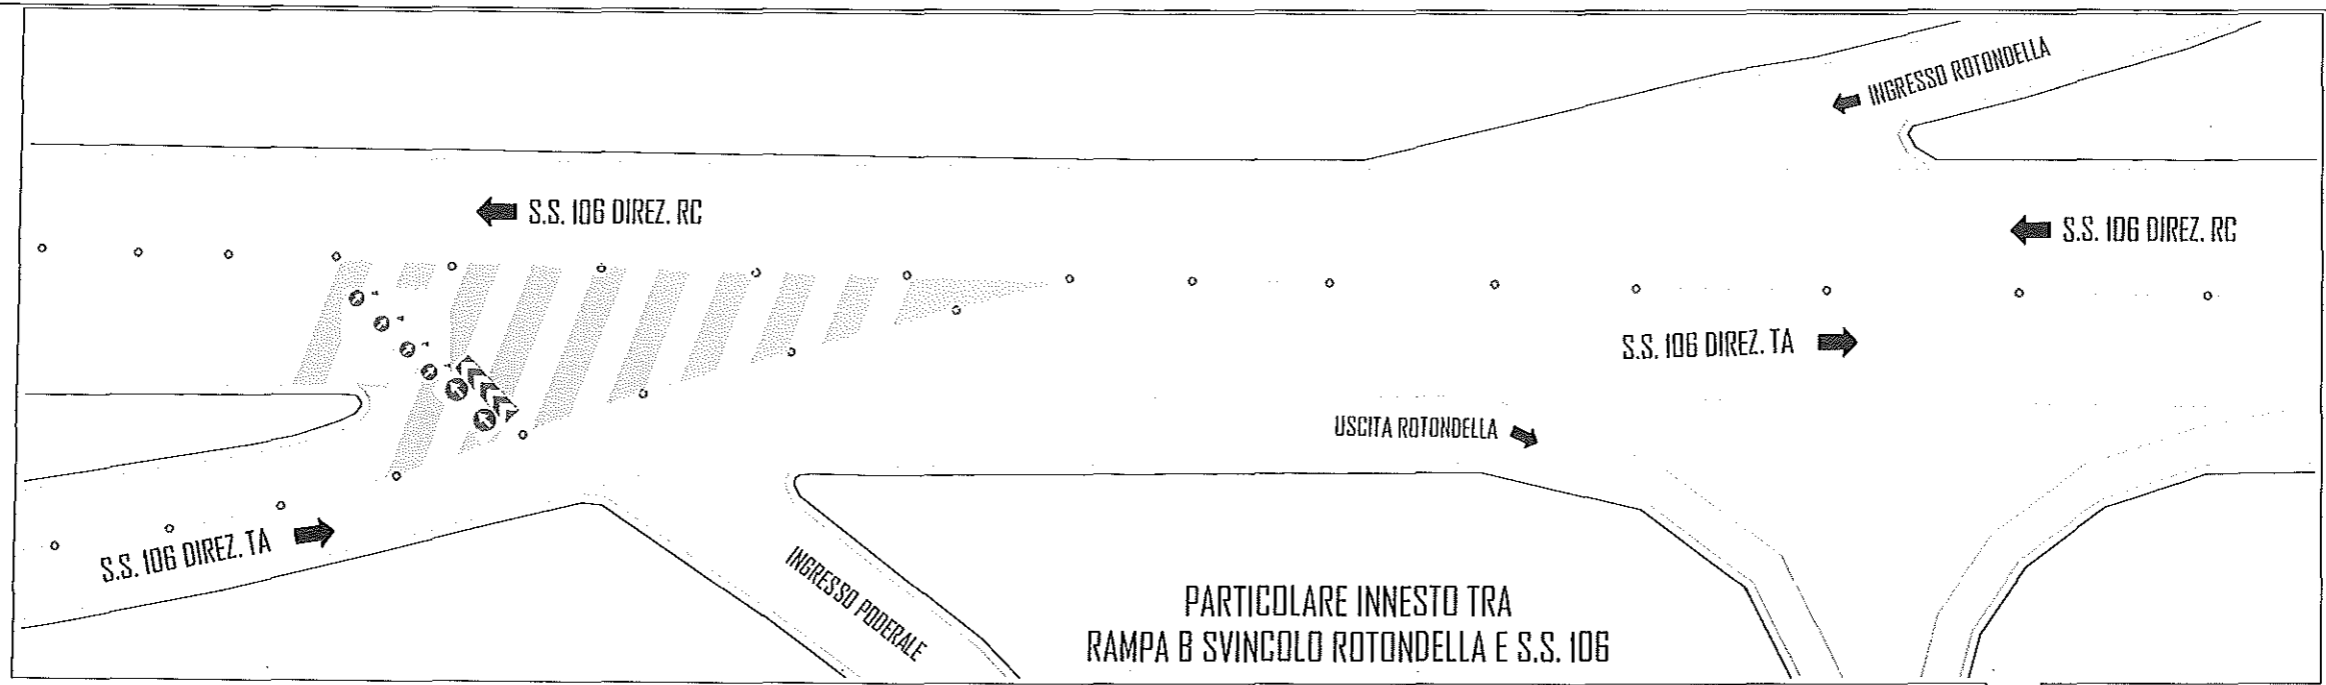 INGRESSO ROTONDELLA
S.S. 106 DIREZ. RC
S.S. 106 DIREZ. RC
S.S. 106 DIREZ. TA
USCITA ROTONDELLA
S.S. 106 DIREZ. TA
INGRESSO PODERALE
PARTICOLARE INNESTO TRA
RAMPA B SVINCOLO ROTONDELLA E S.S. 106